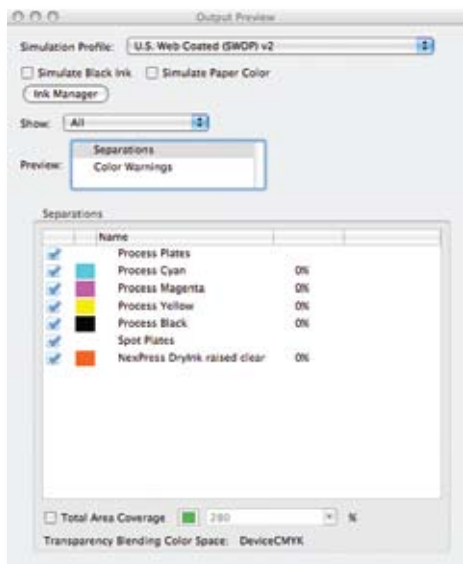 Output Preview
Simulation Profile: U.S. Web Coated (SWOP) v2
Simulate Black Ink Simulate Paper Color
Ink Manager
Show: All
Preview: Separations
Color Warnings
Separations
Name
Process Plates
Process Cyan 0%
Process Magenta 0%
Process Yellow 0%
Process Black 0%
Spot Plates
NexPress DryInk raised clear 0%
Total Area Coverage 280 %
Transparency Blending Color Space: DeviceCMYK